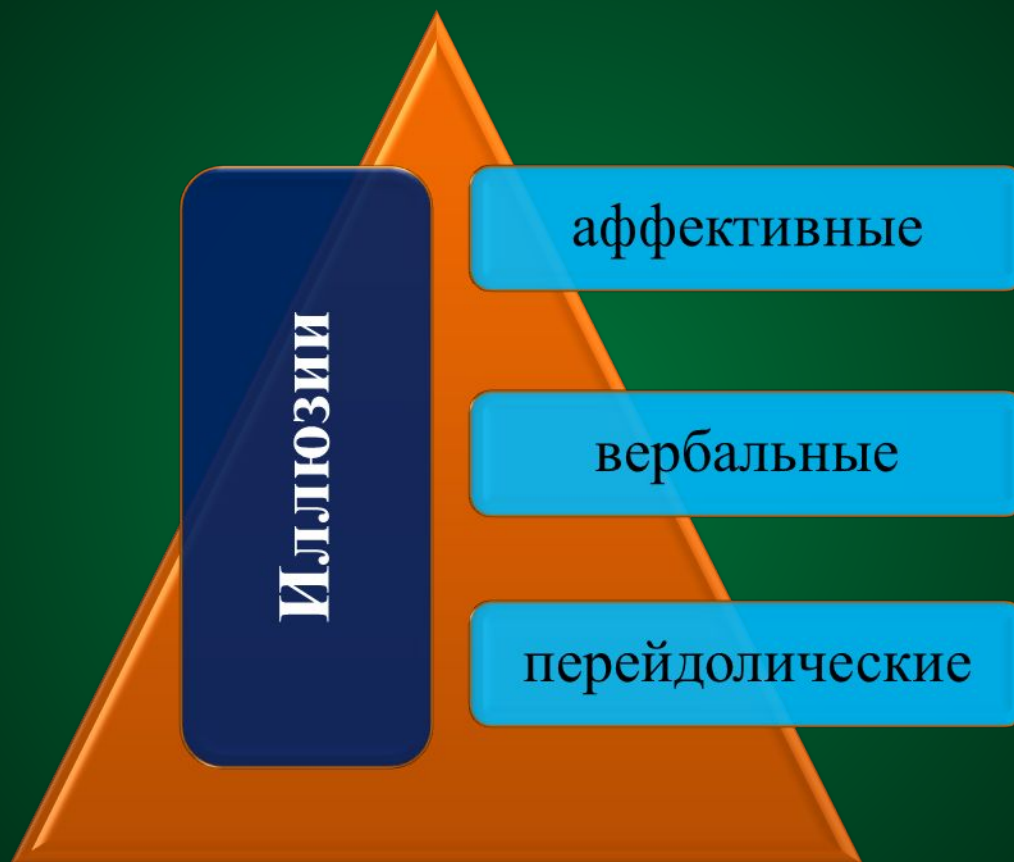 Иллюзии
аффективные
вербальные
перейдолические